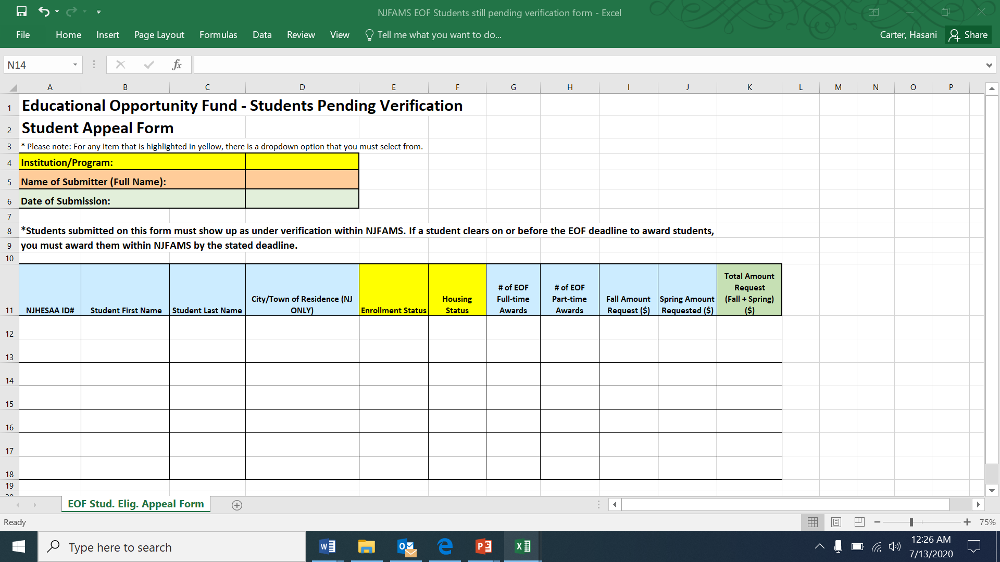 NJFAMS EOF Students still pending verification form - Excel
File Home Insert Page Layout Formulas Data Review View Tell me what you want to do... Carter, Hasani Share
N14 fx
A B C D E F G H I J K L M N O P
1 Educational Opportunity Fund - Students Pending Verification
2 Student Appeal Form
3 * Please note: For any item that is highlighted in yellow, there is a dropdown option that you must select from.
4 Institution/Program:
5 Name of Submitter (Full Name):
6 Date of Submission:
7
8 *Students submitted on this form must show up as under verification within NJFAMS. If a student clears on or before the EOF deadline to award students,
9 you must award them within NJFAMS by the stated deadline.
10
11 NJHESAA ID#
Student First Name
Student Last Name
City/Town of Residence (NJ
ONLY)
Enrollment Status
Housing
Status
# of EOF
Full-time
Awards
# of EOF
Part-time
Awards
Fall Amount
Request ($)
Spring Amount
Requested ($)
Total Amount
Request
(Fall + Spring)
($)
12
13
14
15
16
17
18
19
EOF Stud. Elig. Appeal Form
Ready 75%
Type here to search
12:26 AM
7/13/2020